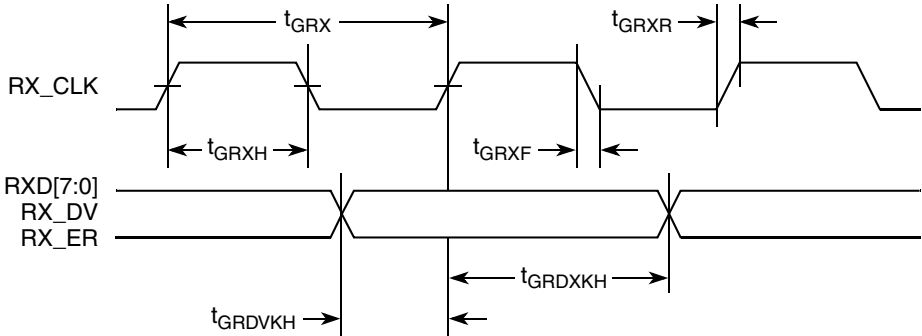 tGRX
tGRXR
RX_CLK
tGRXH
tGRXF
RXD[7:0]
RX_DV
RX_ER
tGRDXKH
tGRDVKH